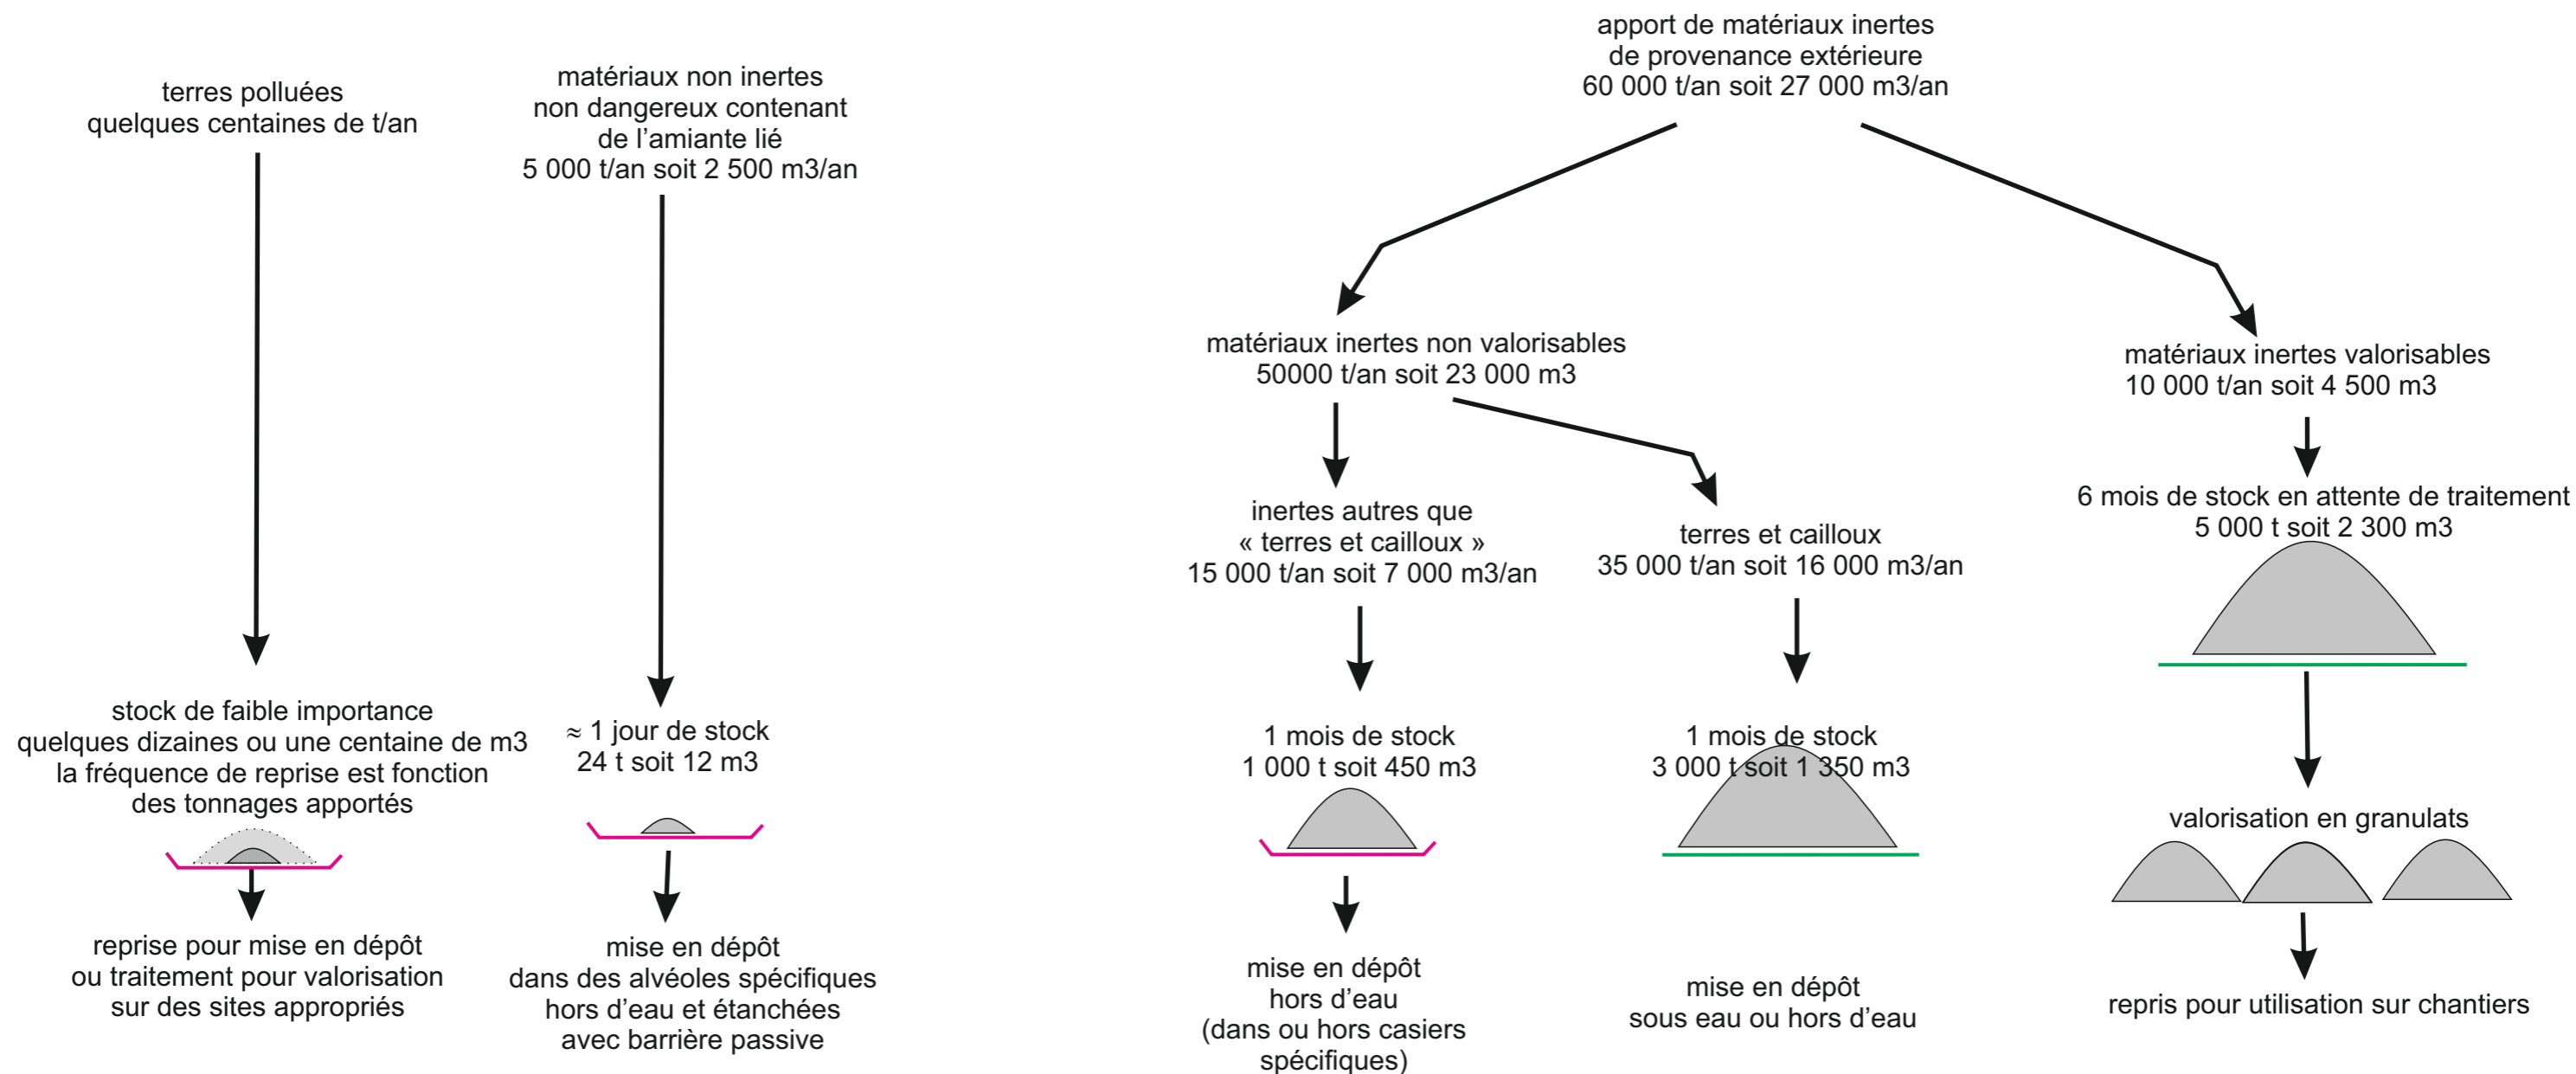 terres polluées
quelques centaines de t/an
stock de faible importance
quelques dizaines ou une centaine de m3
la fréquence de reprise est fonction
des tonnages apportés
reprise pour mise en dépôt
ou traitement pour valorisation
sur des sites appropriés
matériaux non inertes
non dangereux contenant
de l’amiante lié
5 000 t/an soit 2 500 m3/an
≈ 1 jour de stock
24 t soit 12 m3
mise en dépôt
dans des alvéoles spécifiques
hors d’eau et étanchées
avec barrière passive
apport de matériaux inertes
de provenance extérieure
60 000 t/an soit 27 000 m3/an
matériaux inertes non valorisables
50000 t/an soit 23 000 m3
inertes autres que
« terres et cailloux »
15 000 t/an soit 7 000 m3/an
1 mois de stock
1 000 t soit 450 m3
mise en dépôt
hors d’eau
(dans ou hors casiers
spécifiques)
terres et cailloux
35 000 t/an soit 16 000 m3/an
1 mois de stock
3 000 t soit 1 350 m3
mise en dépôt
sous eau ou hors d’eau
matériaux inertes valorisables
10 000 t/an soit 4 500 m3
6 mois de stock en attente de traitement
5 000 t soit 2 300 m3
valorisation en granulats
repris pour utilisation sur chantiers